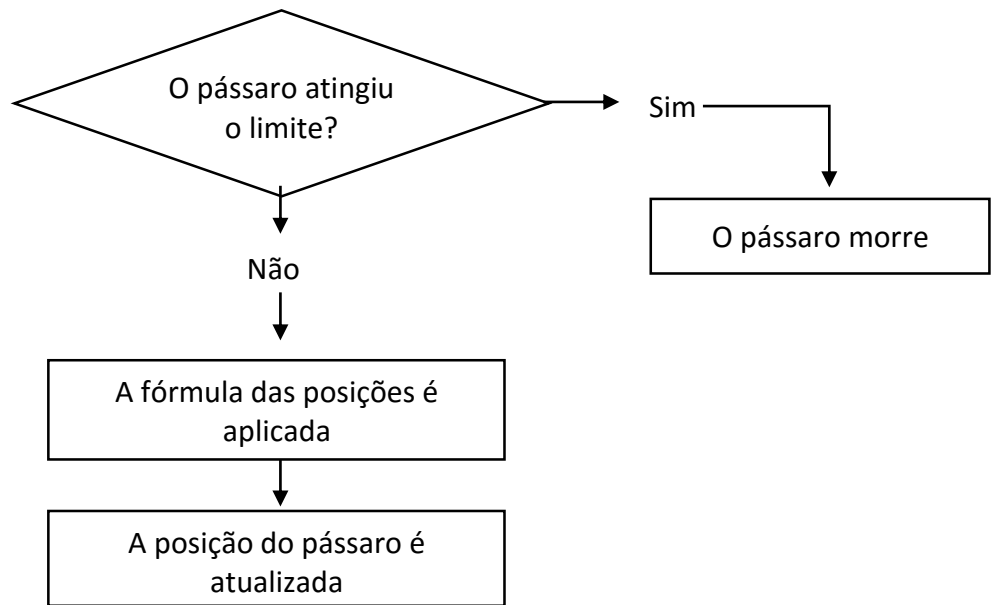 O pássaro atingiu
o limite?
Sim
O pássaro morre
Não
A fórmula das posições é
aplicada
A posição do pássaro é
atualizada